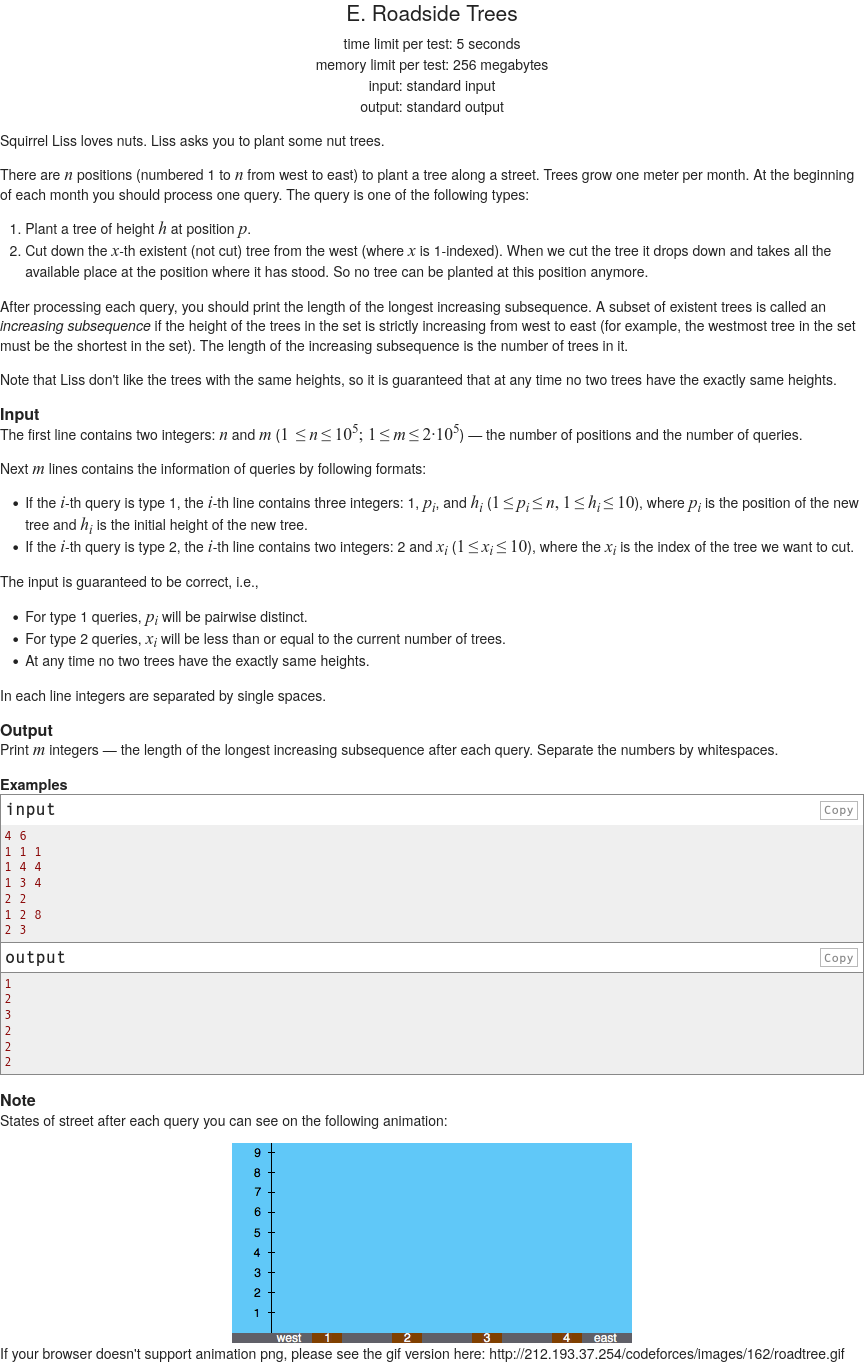 E. Roadside Trees
time limit per test: 5 seconds
memory limit per test: 256 megabytes
input: standard input
output: standard output
Squirrel Liss loves nuts. Liss asks you to plant some nut trees.
There are n positions (numbered 1 to n from west to east) to plant a tree along a street. Trees grow one meter per month. At the beginning
of each month you should process one query. The query is one of the following types:
1. Plant a tree of height h at position p.
2. Cut down the x-th existent (not cut) tree from the west (where x is 1-indexed). When we cut the tree it drops down and takes all the
available place at the position where it has stood. So no tree can be planted at this position anymore.
After processing each query, you should print the length of the longest increasing subsequence. A subset of existent trees is called an
increasing subsequence if the height of the trees in the set is strictly increasing from west to east (for example, the westmost tree in the set
must be the shortest in the set). The length of the increasing subsequence is the number of trees in it.
Note that Liss don't like the trees with the same heights, so it is guaranteed that at any time no two trees have the exactly same heights.
Input
The first line contains two integers: n and m (1 ≤ n ≤ 10^5; 1 ≤ m ≤ 2·10^5) — the number of positions and the number of queries.
Next m lines contains the information of queries by following formats:
• If the i-th query is type 1, the i-th line contains three integers: 1, p_i, and h_i (1 ≤ p_i ≤ n, 1 ≤ h_i ≤ 10), where p_i is the position of the new
tree and h_i is the initial height of the new tree.
• If the i-th query is type 2, the i-th line contains two integers: 2 and x_i (1 ≤ x_i ≤ 10), where the x_i is the index of the tree we want to cut.
The input is guaranteed to be correct, i.e.,
• For type 1 queries, p_i will be pairwise distinct.
• For type 2 queries, x_i will be less than or equal to the current number of trees.
• At any time no two trees have the exactly same heights.
In each line integers are separated by single spaces.
Output
Print m integers — the length of the longest increasing subsequence after each query. Separate the numbers by whitespaces.
Examples
input Copy
4 6
1 1 1
1 4 4
1 3 4
2 2
1 2 8
2 3
output Copy
1
2
3
2
2
2
Note
States of street after each query you can see on the following animation:
9
8
7
6
5
4
3
2
1
west 1 2 3 4 east
If your browser doesn't support animation png, please see the gif version here: http://212.193.37.254/codeforces/images/162/roadtree.gif